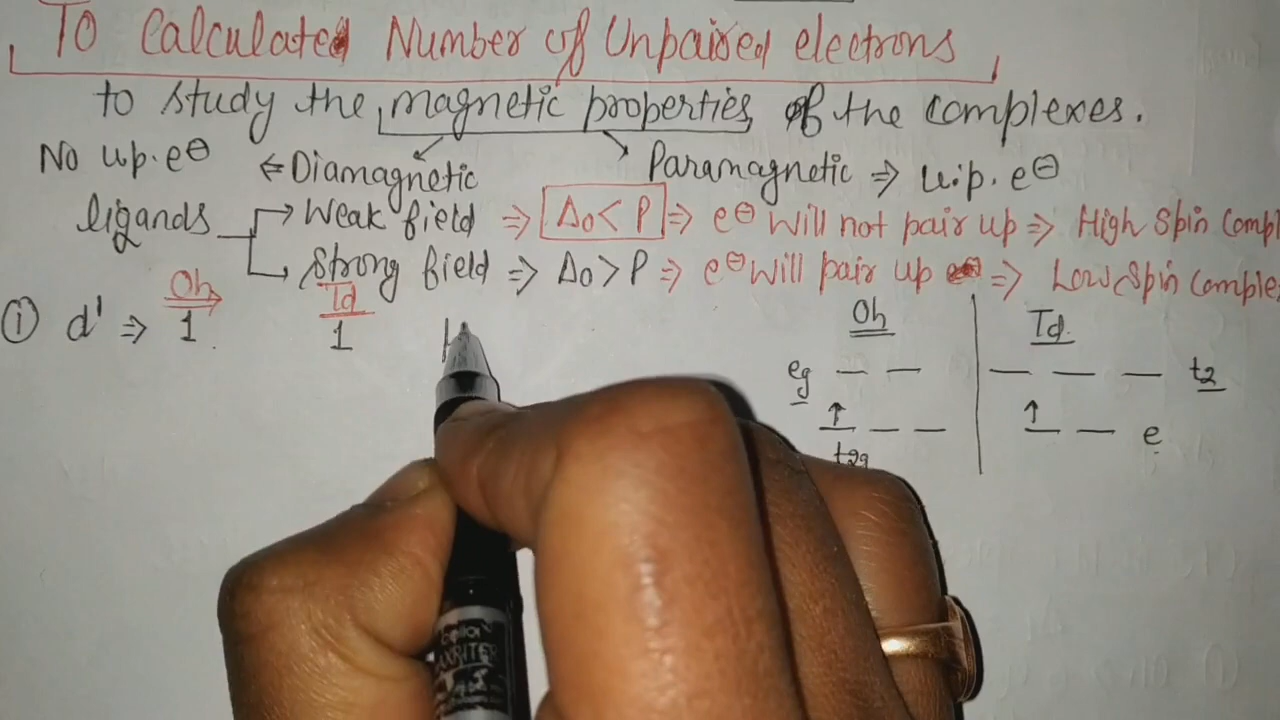 To Calculated Number of Unpaired electrons
to study the magnetic properties of the complexes.
No u.p. e⊖ ⇐ Diamagnetic Paramagnetic ⇒ u.p. e⊖
ligands → Weak field ⇒ Δo < P ⇒ e⊖ will not pair up ⇒ High Spin Compl
→ Strong field ⇒ Δo > P ⇒ e⊖ will pair up ⇒ Low Spin Comple
Oh Td
① d¹ ⇒ 1 1
Oh Td
eg — — — — — t2
↑ — — ↑ — e
t2g